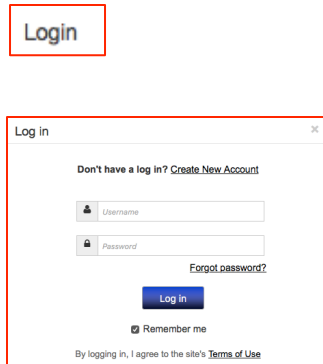 Login
Log in
Don't have a log in? Create New Account
Username
Password
Forgot password?
Log in
Remember me
By logging in, I agree to the site's Terms of Use